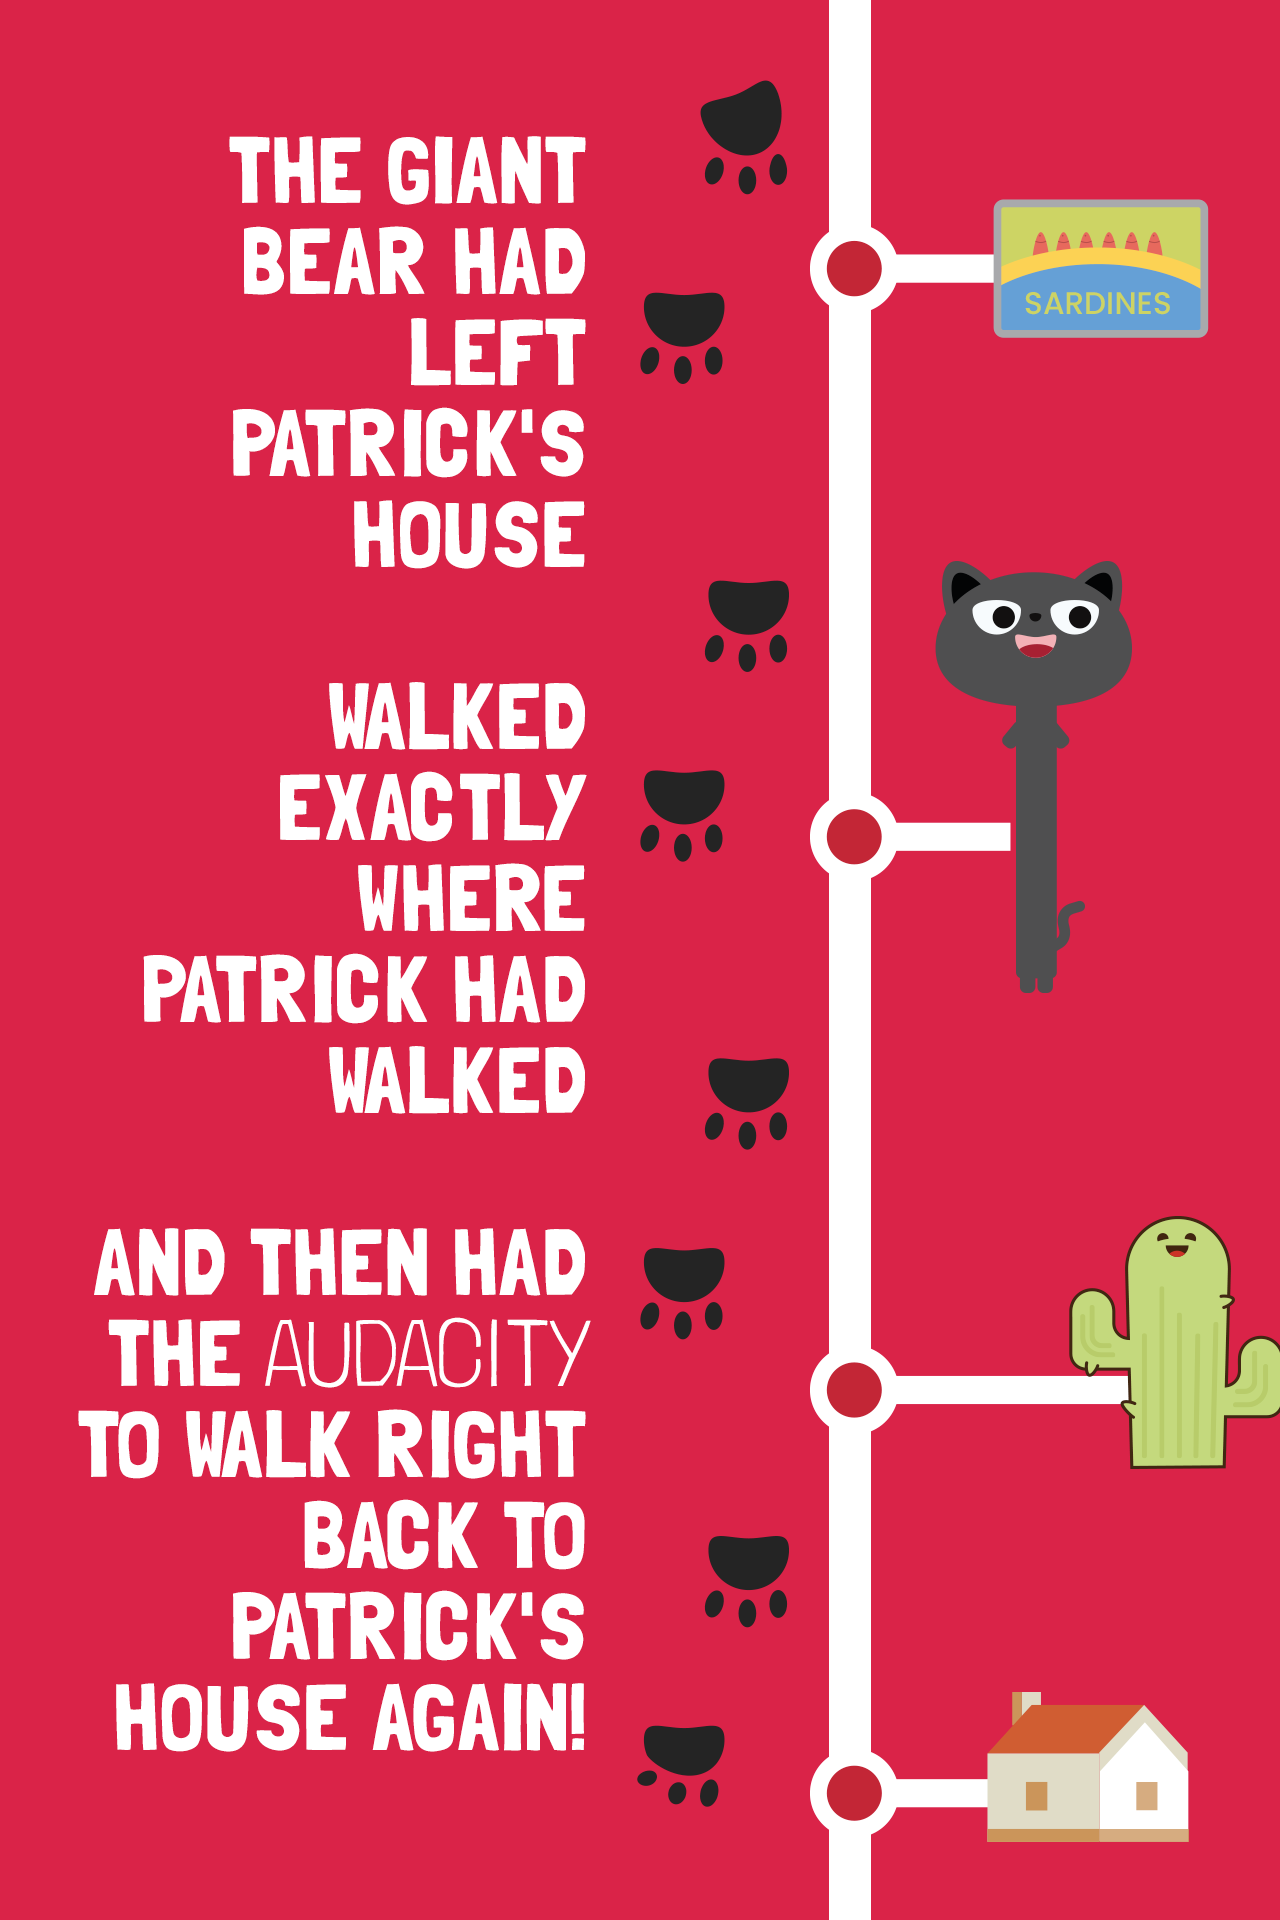 THE GIANT
BEAR HAD
LEFT
PATRICK'S
HOUSE
WALKED
EXACTLY
WHERE
PATRICK HAD
WALKED
AND THEN HAD
THE AUDACITY
TO WALK RIGHT
BACK TO
PATRICK'S
HOUSE AGAIN!
SARDINES